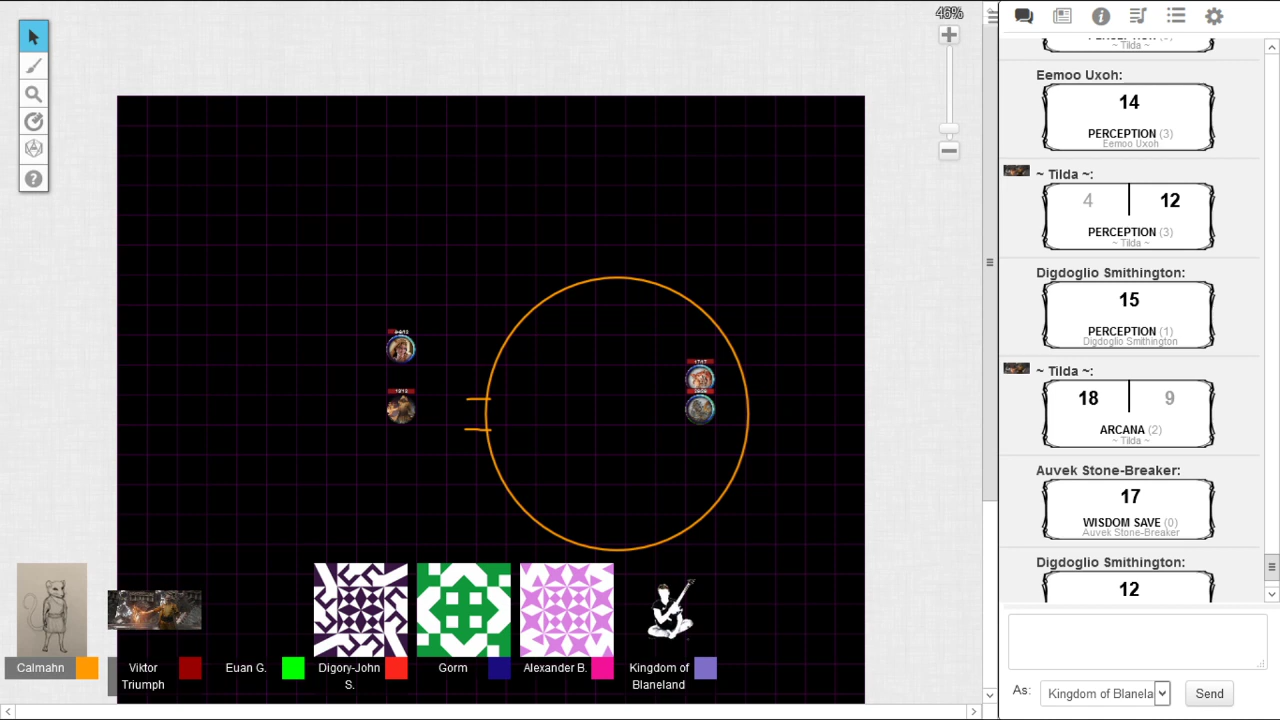 46%
PERCEPTION
~ Tilda ~
Eemoo Uxoh:
14
PERCEPTION (3)
Eemoo Uxoh
~ Tilda ~:
4 12
PERCEPTION (3)
~ Tilda ~
Digdoglio Smithington:
15
PERCEPTION (1)
Digdoglio Smithington
~ Tilda ~:
18 9
ARCANA (2)
~ Tilda ~
Auvek Stone-Breaker:
17
WISDOM SAVE (0)
Auvek Stone-Breaker
Digdoglio Smithington:
12
Calmahn
Viktor
Triumph
Euan G.
Digory-John
S.
Gorm
Alexander B.
Kingdom of
Blaneland
As:
Kingdom of Blanela
Send